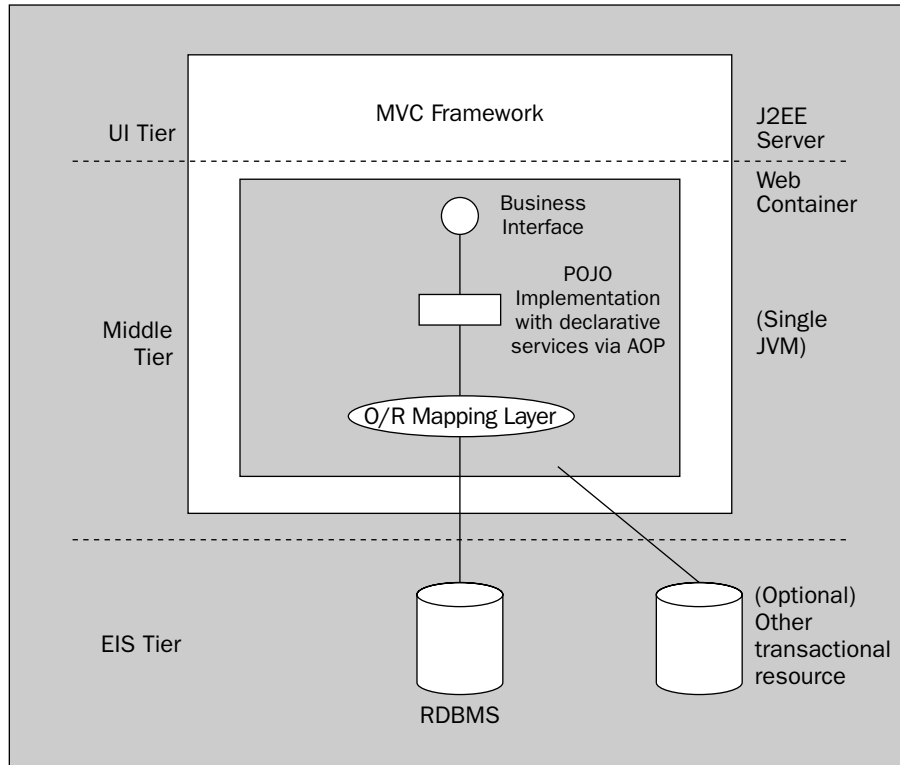 MVC Framework
UI Tier
J2EE
Server
Web
Container
Business
Interface
POJO
Implementation
with declarative
services via AOP
Middle
Tier
(Single
JVM)
O/R Mapping Layer
EIS Tier
(Optional)
Other
transactional
resource
RDBMS